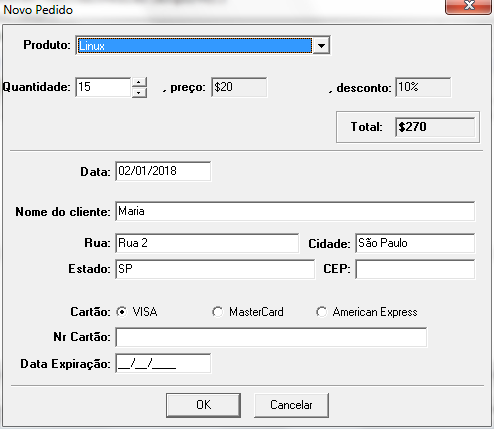 Novo Pedido
Produto: Linux
Quantidade: 15 , preço: $20 , desconto: 10%
Total: $270
Data: 02/01/2018
Nome do cliente: Maria
Rua: Rua 2 Cidade: São Paulo
Estado: SP CEP:
Cartão: VISA MasterCard American Express
Nr Cartão:
Data Expiração: __/__/____
OK Cancelar